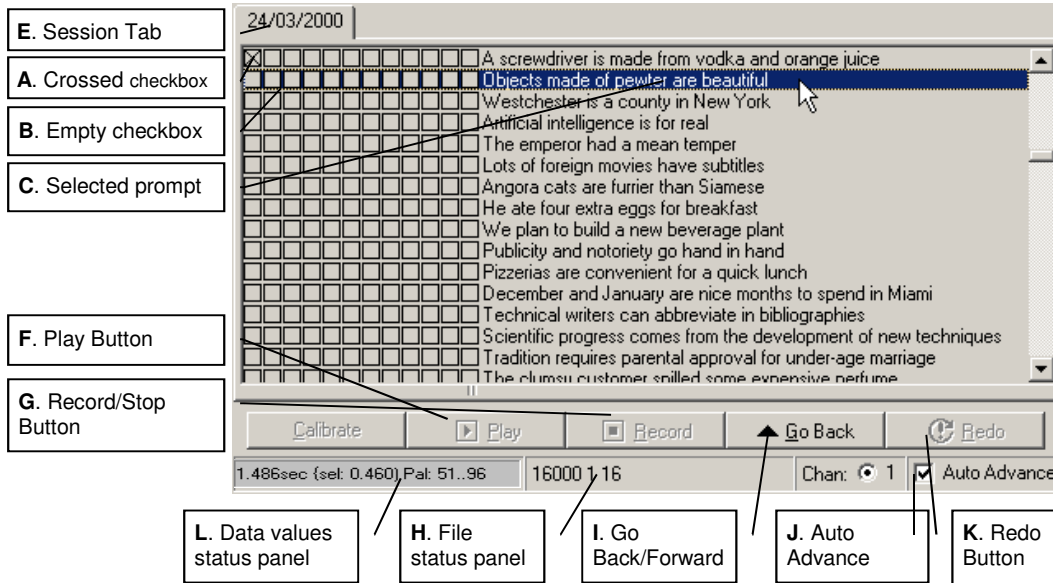 E. Session Tab
A. Crossed checkbox
B. Empty checkbox
C. Selected prompt
F. Play Button
G. Record/Stop
Button
24/03/2000
A screwdriver is made from vodka and orange juice
Objects made of pewter are beautiful
Westchester is a county in New York
Artificial intelligence is for real
The emperor had a mean temper
Lots of foreign movies have subtitles
Angora cats are furrier than Siamese
He ate four extra eggs for breakfast
We plan to build a new beverage plant
Publicity and notoriety go hand in hand
Pizzerias are convenient for a quick lunch
December and January are nice months to spend in Miami
Technical writers can abbreviate in bibliographies
Scientific progress comes from the development of new techniques
Tradition requires parental approval for under-age marriage
The clumsy customer spilled some expensive perfume
Calibrate Play Record Go Back Redo
1.486sec (sel: 0.460) Pal: 51..96 16000 1 16 Chan: 1 Auto Advance
L. Data values
status panel
H. File
status panel
I. Go
Back/Forward
J. Auto
Advance
K. Redo
Button